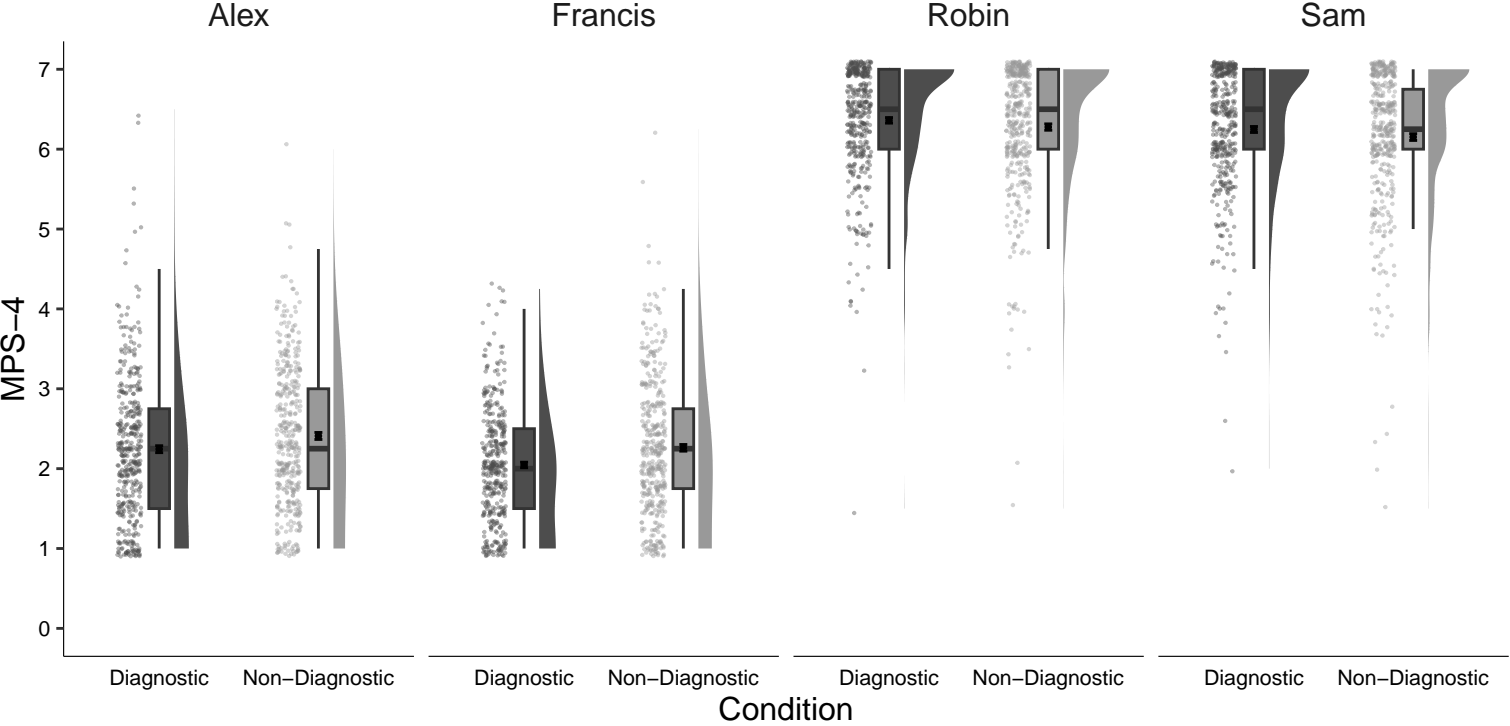 Alex Francis Robin Sam
7
6
5
4
3
2
1
0
MPS−4
Diagnostic Non−Diagnostic Diagnostic Non−Diagnostic Diagnostic Non−Diagnostic Diagnostic Non−Diagnostic
Condition